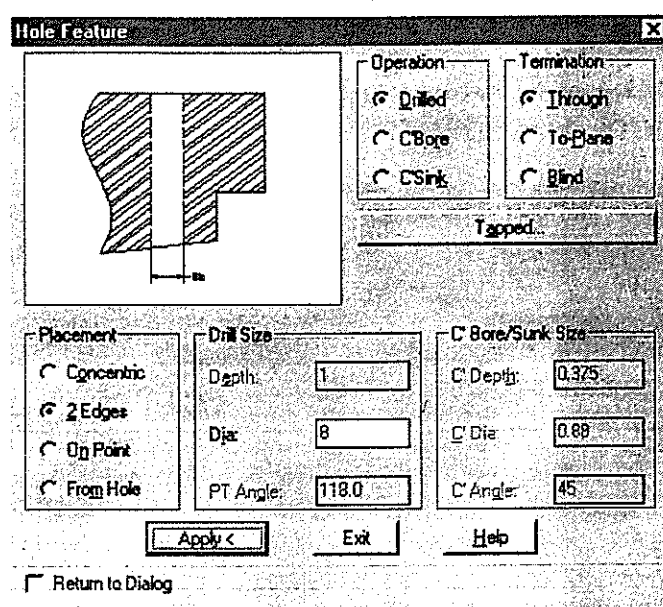 Hole Feature
Operation
Drilled
C'Bore
C'Sink
Termination
Through
To-Plane
Blind
Tapped...
Placement
Concentric
2 Edges
On Point
From Hole
Drill Size
Depth: 1
Dia: 8
PT Angle: 118.0
C' Bore/Sunk Size
C' Depth: 0.375
C' Dia 0.88
C' Angle: 45
Apply <
Exit
Help
Return to Dialog